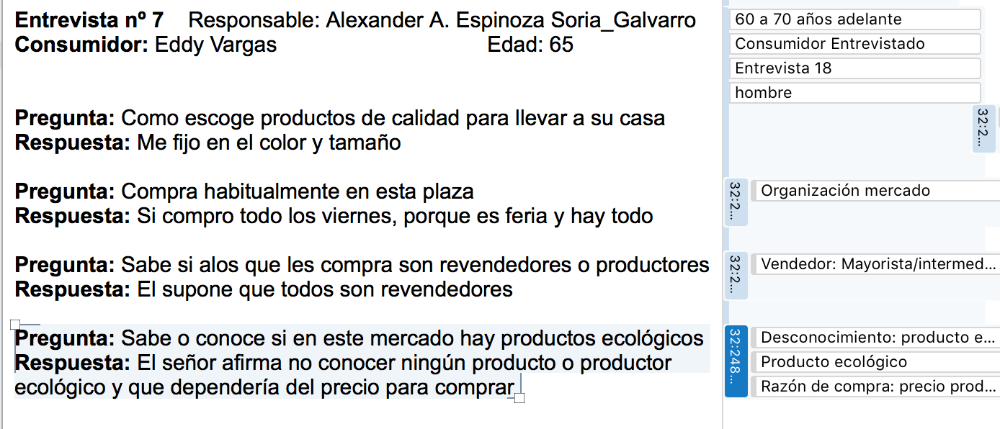 Entrevista nº 7 Responsable: Alexander A. Espinoza Soria_Galvarro
Consumidor: Eddy Vargas Edad: 65
Pregunta: Como escoge productos de calidad para llevar a su casa
Respuesta: Me fijo en el color y tamaño
Pregunta: Compra habitualmente en esta plaza
Respuesta: Si compro todo los viernes, porque es feria y hay todo
Pregunta: Sabe si alos que les compra son revendedores o productores
Respuesta: El supone que todos son revendedores
Pregunta: Sabe o conoce si en este mercado hay productos ecológicos
Respuesta: El señor afirma no conocer ningún producto o productor
ecológico y que dependería del precio para comprar
60 a 70 años adelante
Consumidor Entrevistado
Entrevista 18
hombre
32:2...
32:2...
Organización mercado
32:2...
Vendedor: Mayorista/intermed...
32:248...
Desconocimiento: producto e...
Producto ecológico
Razón de compra: precio prod...